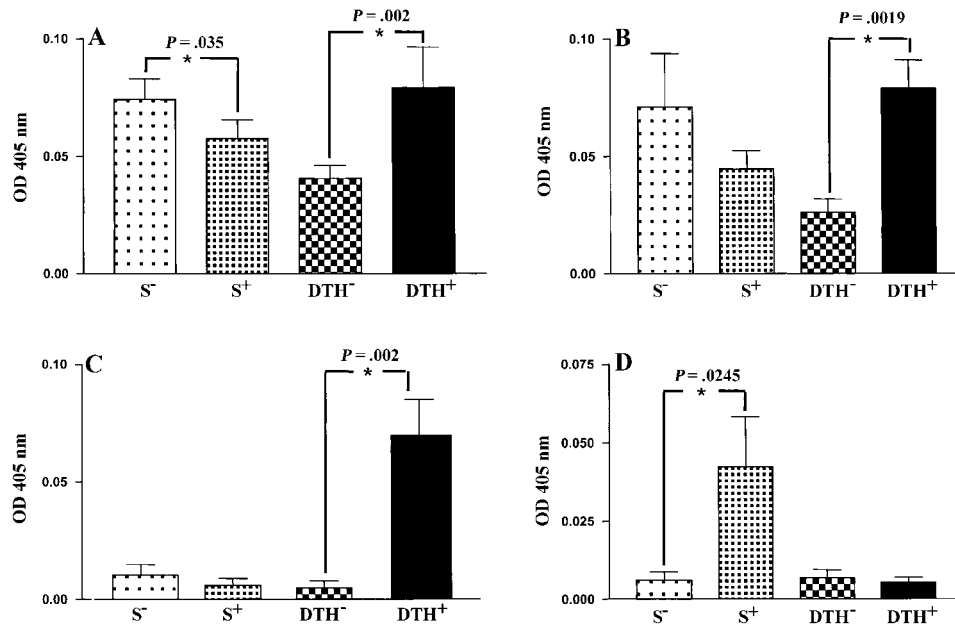 A
P = .035
*
P = .002
*
0.10
0.05
0.00
OD 405 nm
S⁻ S⁺ DTH⁻ DTH⁺
B
P = .0019
*
0.10
0.05
0.00
OD 405 nm
S⁻ S⁺ DTH⁻ DTH⁺
C
P = .002
*
0.10
0.05
0.00
OD 405 nm
S⁻ S⁺ DTH⁻ DTH⁺
D
P = .0245
*
0.075
0.050
0.025
0.000
OD 405 nm
S⁻ S⁺ DTH⁻ DTH⁺